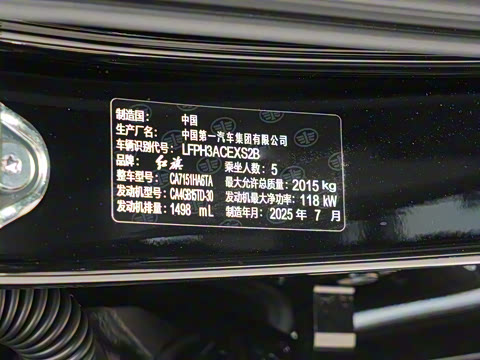 制造国: 中国
生产厂名: 中国第一汽车集团有限公司
车辆识别代号: LFPH3ACEXS2B
品牌: 红旗 乘坐人数: 5
整车型号: CA7151HA6TA 最大允许总质量: 2015 kg
发动机型号: CA4GB15TD-30 发动机最大净功率: 118 kW
发动机排量: 1498 mL 制造年月: 2025 年 7 月